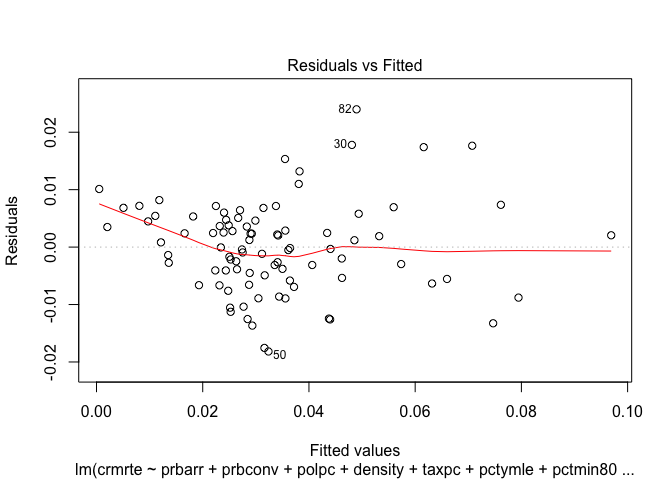 Residuals vs Fitted
Residuals
0.02
0.01
0.00
-0.01
-0.02
82
30
50
0.00 0.02 0.04 0.06 0.08 0.10
Fitted values
lm(crmrte ~ prbarr + prbconv + polpc + density + taxpc + pctymle + pctmin80 ...